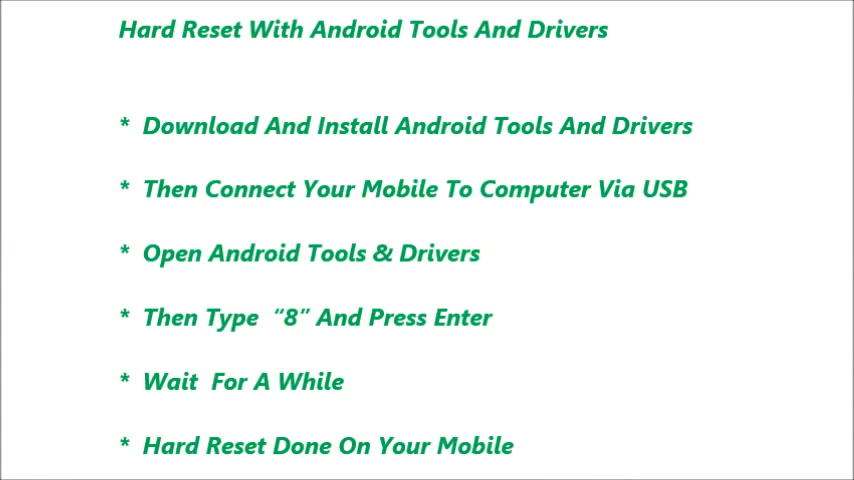 Hard Reset With Android Tools And Drivers
* Download And Install Android Tools And Drivers
* Then Connect Your Mobile To Computer Via USB
* Open Android Tools & Drivers
* Then Type “8” And Press Enter
* Wait For A While
* Hard Reset Done On Your Mobile